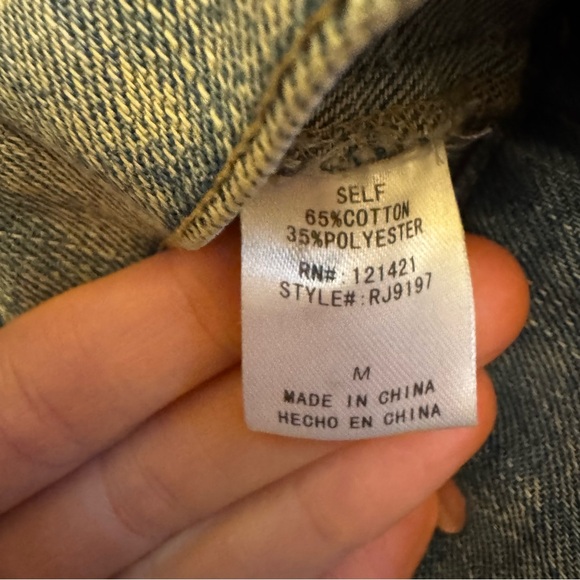 SELF
65%COTTON
35%POLYESTER
RN#: 121421
STYLE#:RJ9197
M
MADE IN CHINA
HECHO EN CHINA